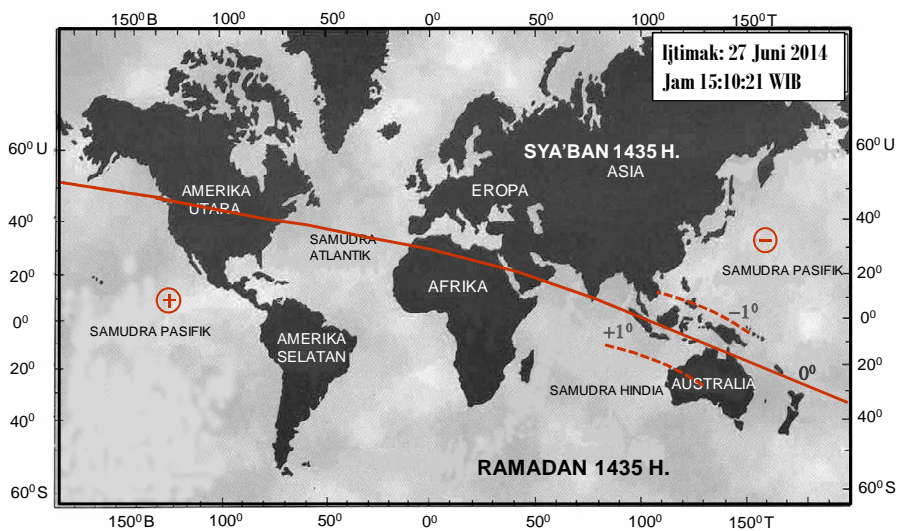 150⁰B 100⁰ 50⁰ 0⁰ 50⁰ 100⁰ 150⁰T
Ijtimak: 27 Juni 2014
Jam 15:10:21 WIB
60⁰ U
SYA'BAN 1435 H.
60⁰ U
ASIA
AMERIKA
UTARA
EROPA
40⁰
40⁰
SAMUDRA
ATLANTIK
−
SAMUDRA PASIFIK
20⁰
20⁰
AFRIKA
+
SAMUDRA PASIFIK
−1⁰
0⁰
0⁰
+1⁰
AMERIKA
SELATAN
20⁰
0⁰
20⁰
SAMUDRA HINDIA
AUSTRALIA
40⁰
40⁰
RAMADAN 1435 H.
60⁰S
60⁰S
150⁰B 100⁰ 50⁰ 0⁰ 50⁰ 100⁰ 150⁰T